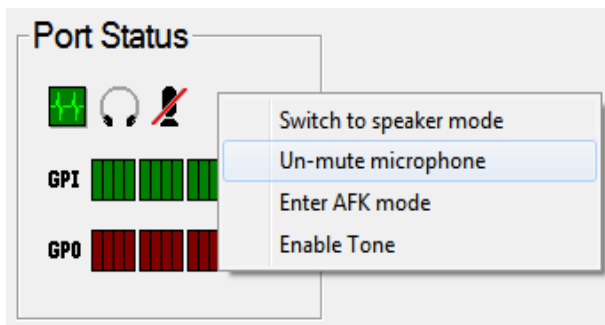 Port Status
Switch to speaker mode
Un-mute microphone
GPI
Enter AFK mode
GPO
Enable Tone